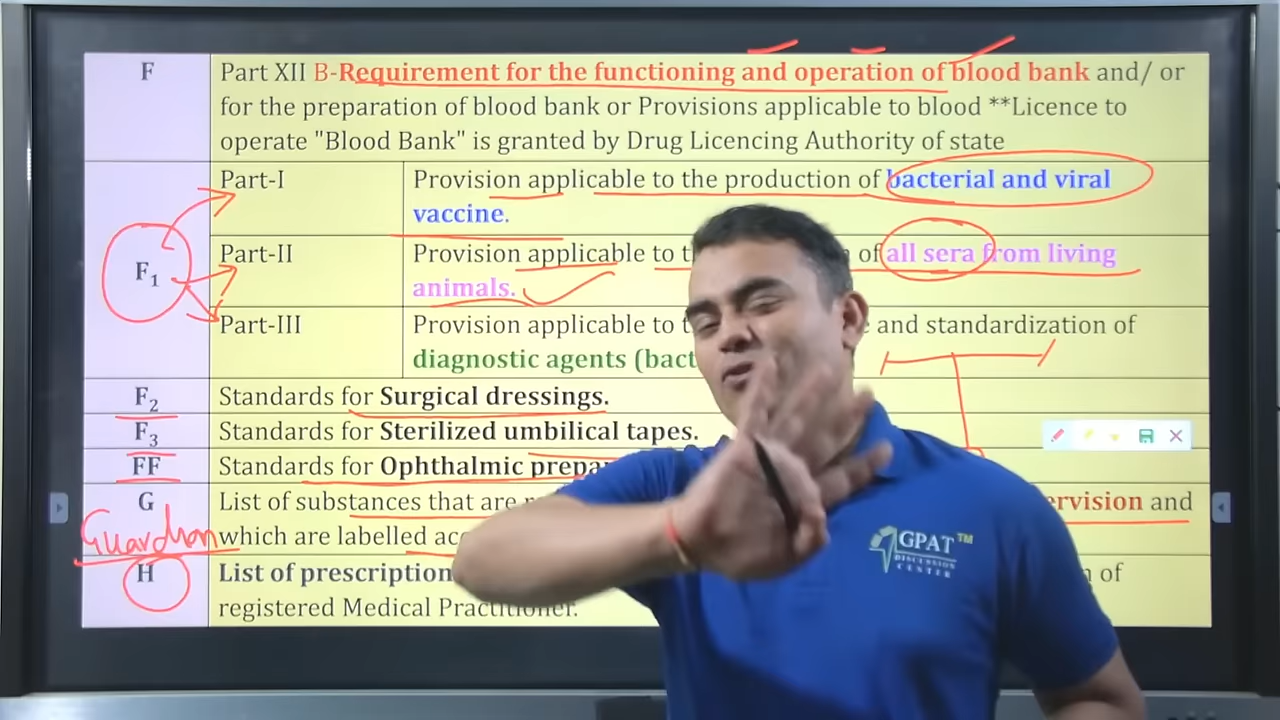 F
Part XII B-Requirement for the functioning and operation of blood bank and/ or
for the preparation of blood bank or Provisions applicable to blood **Licence to
operate "Blood Bank" is granted by Drug Licencing Authority of state
F1
Part-I
Provision applicable to the production of bacterial and viral
vaccine.
Part-II
Provision applicable to of all sera from living
animals.
Part-III
Provision applicable to and standardization of
diagnostic agents
F2
Standards for Surgical dressings.
F3
Standards for Sterilized umbilical tapes.
FF
Standards for Ophthalmic
G
List of substances that are and
Guardian
which are labelled
H
List of prescription of
registered Medical Practitioner.
GPAT™
DISCUSSION
CENTER